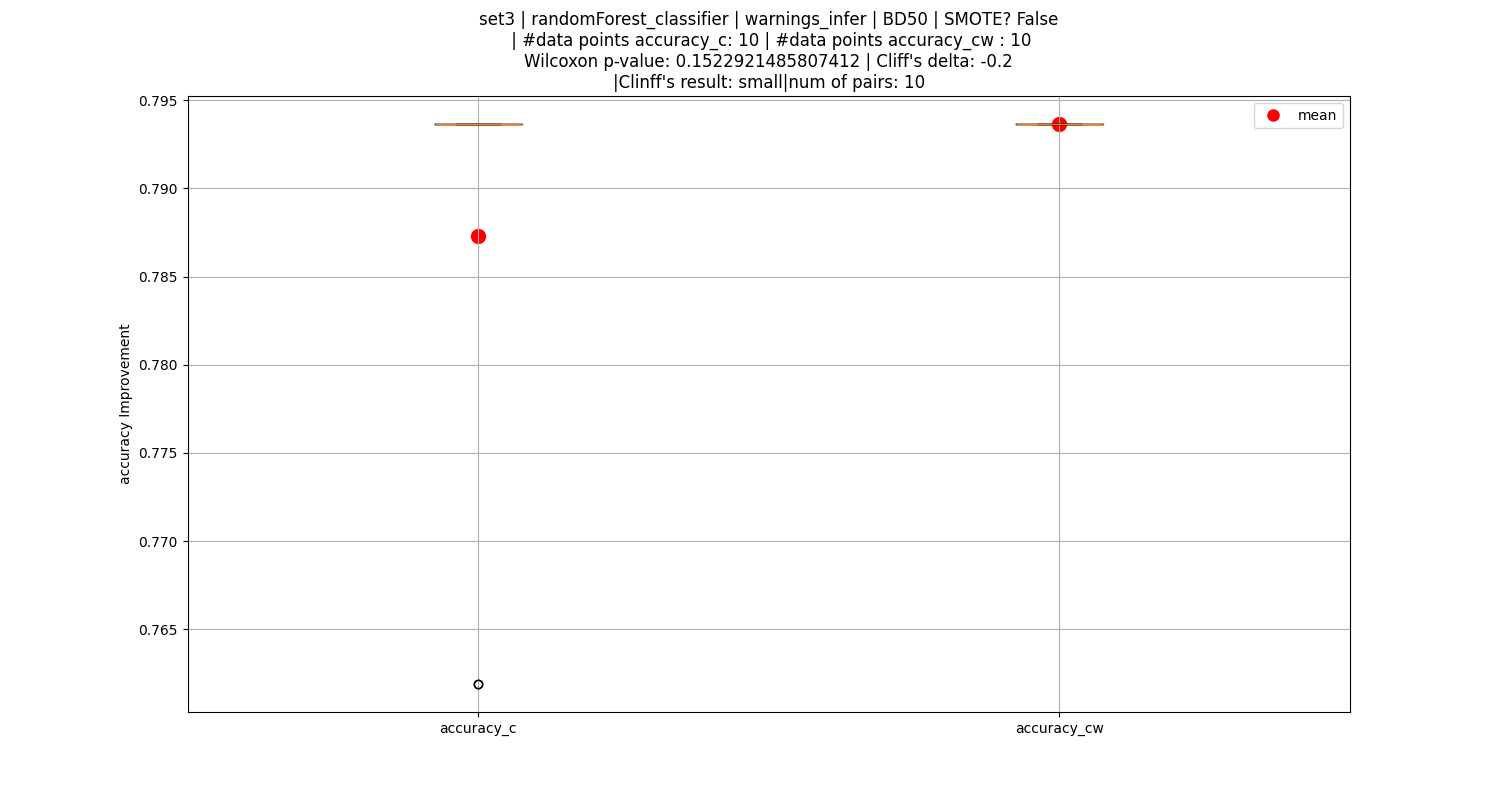 set3 | randomForest_classifier | warnings_infer | BD50 | SMOTE? False
| #data points accuracy_c: 10 | #data points accuracy_cw : 10
Wilcoxon p-value: 0.1522921485807412 | Cliff's delta: -0.2
|Clinff's result: small|num of pairs: 10
mean
0.795
0.790
0.785
0.780
0.775
0.770
0.765
accuracy Improvement
accuracy_c
accuracy_cw